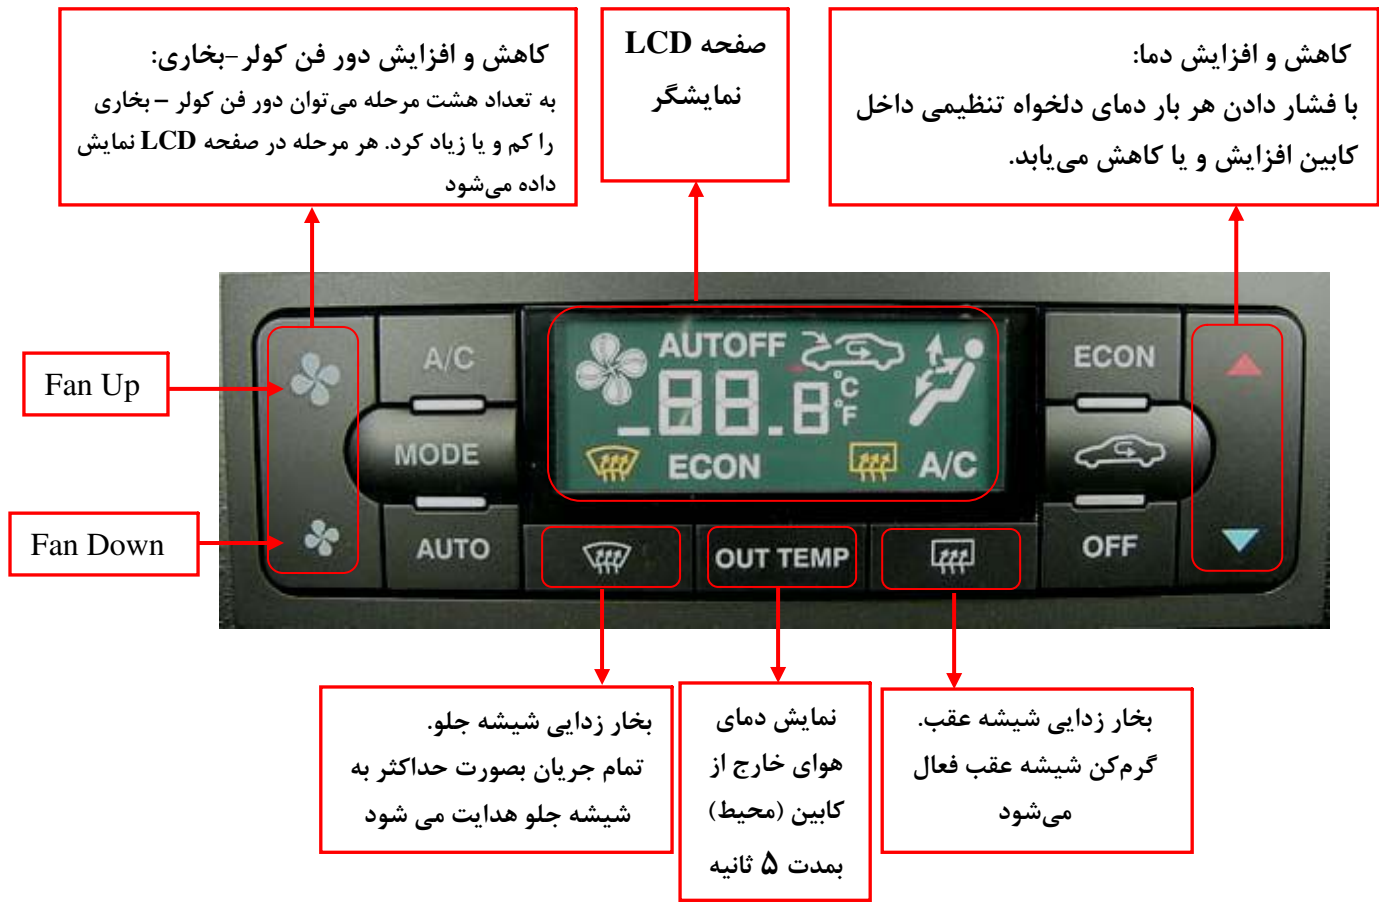 کاهش و افزایش دور فن کولر -بخاری:
به تعداد هشت مرحله می‌توان دور فن کولر – بخاری
را کم و یا زیاد کرد. هر مرحله در صفحه LCD نمایش
داده می‌شود
صفحه LCD
نمایشگر
کاهش و افزایش دما:
با فشار دادن هر بار دمای دلخواه تنظیمی داخل
کابین افزایش و یا کاهش می‌یابد.
Fan Up
Fan Down
A/C
MODE
AUTO
AUTOFF
-88.8 °C
°F
ECON
A/C
ECON
OFF
OUT TEMP
بخار زدایی شیشه جلو.
تمام جریان بصورت حداکثر به
شیشه جلو هدایت می شود
نمایش دمای
هوای خارج از
کابین (محیط)
بمدت ۵ ثانیه
بخار زدایی شیشه عقب.
گرم‌کن شیشه عقب فعال
می‌شود